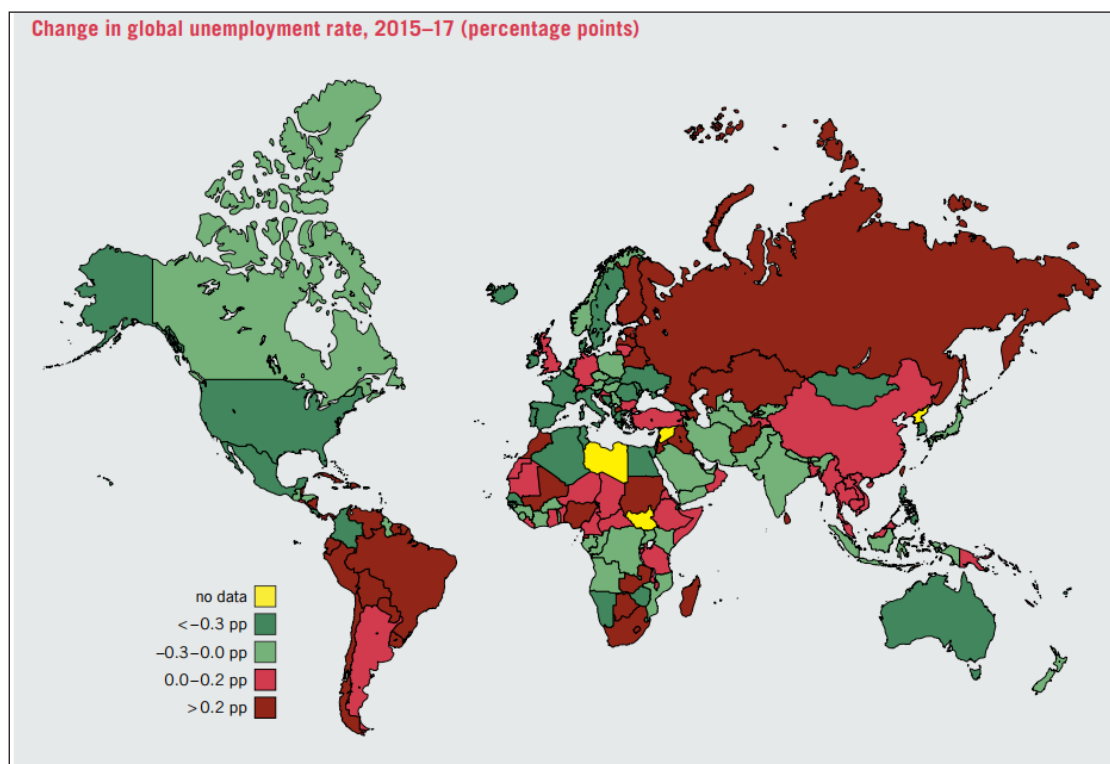 Change in global unemployment rate, 2015–17 (percentage points)
no data
<−0.3 pp
−0.3–0.0 pp
0.0–0.2 pp
>0.2 pp